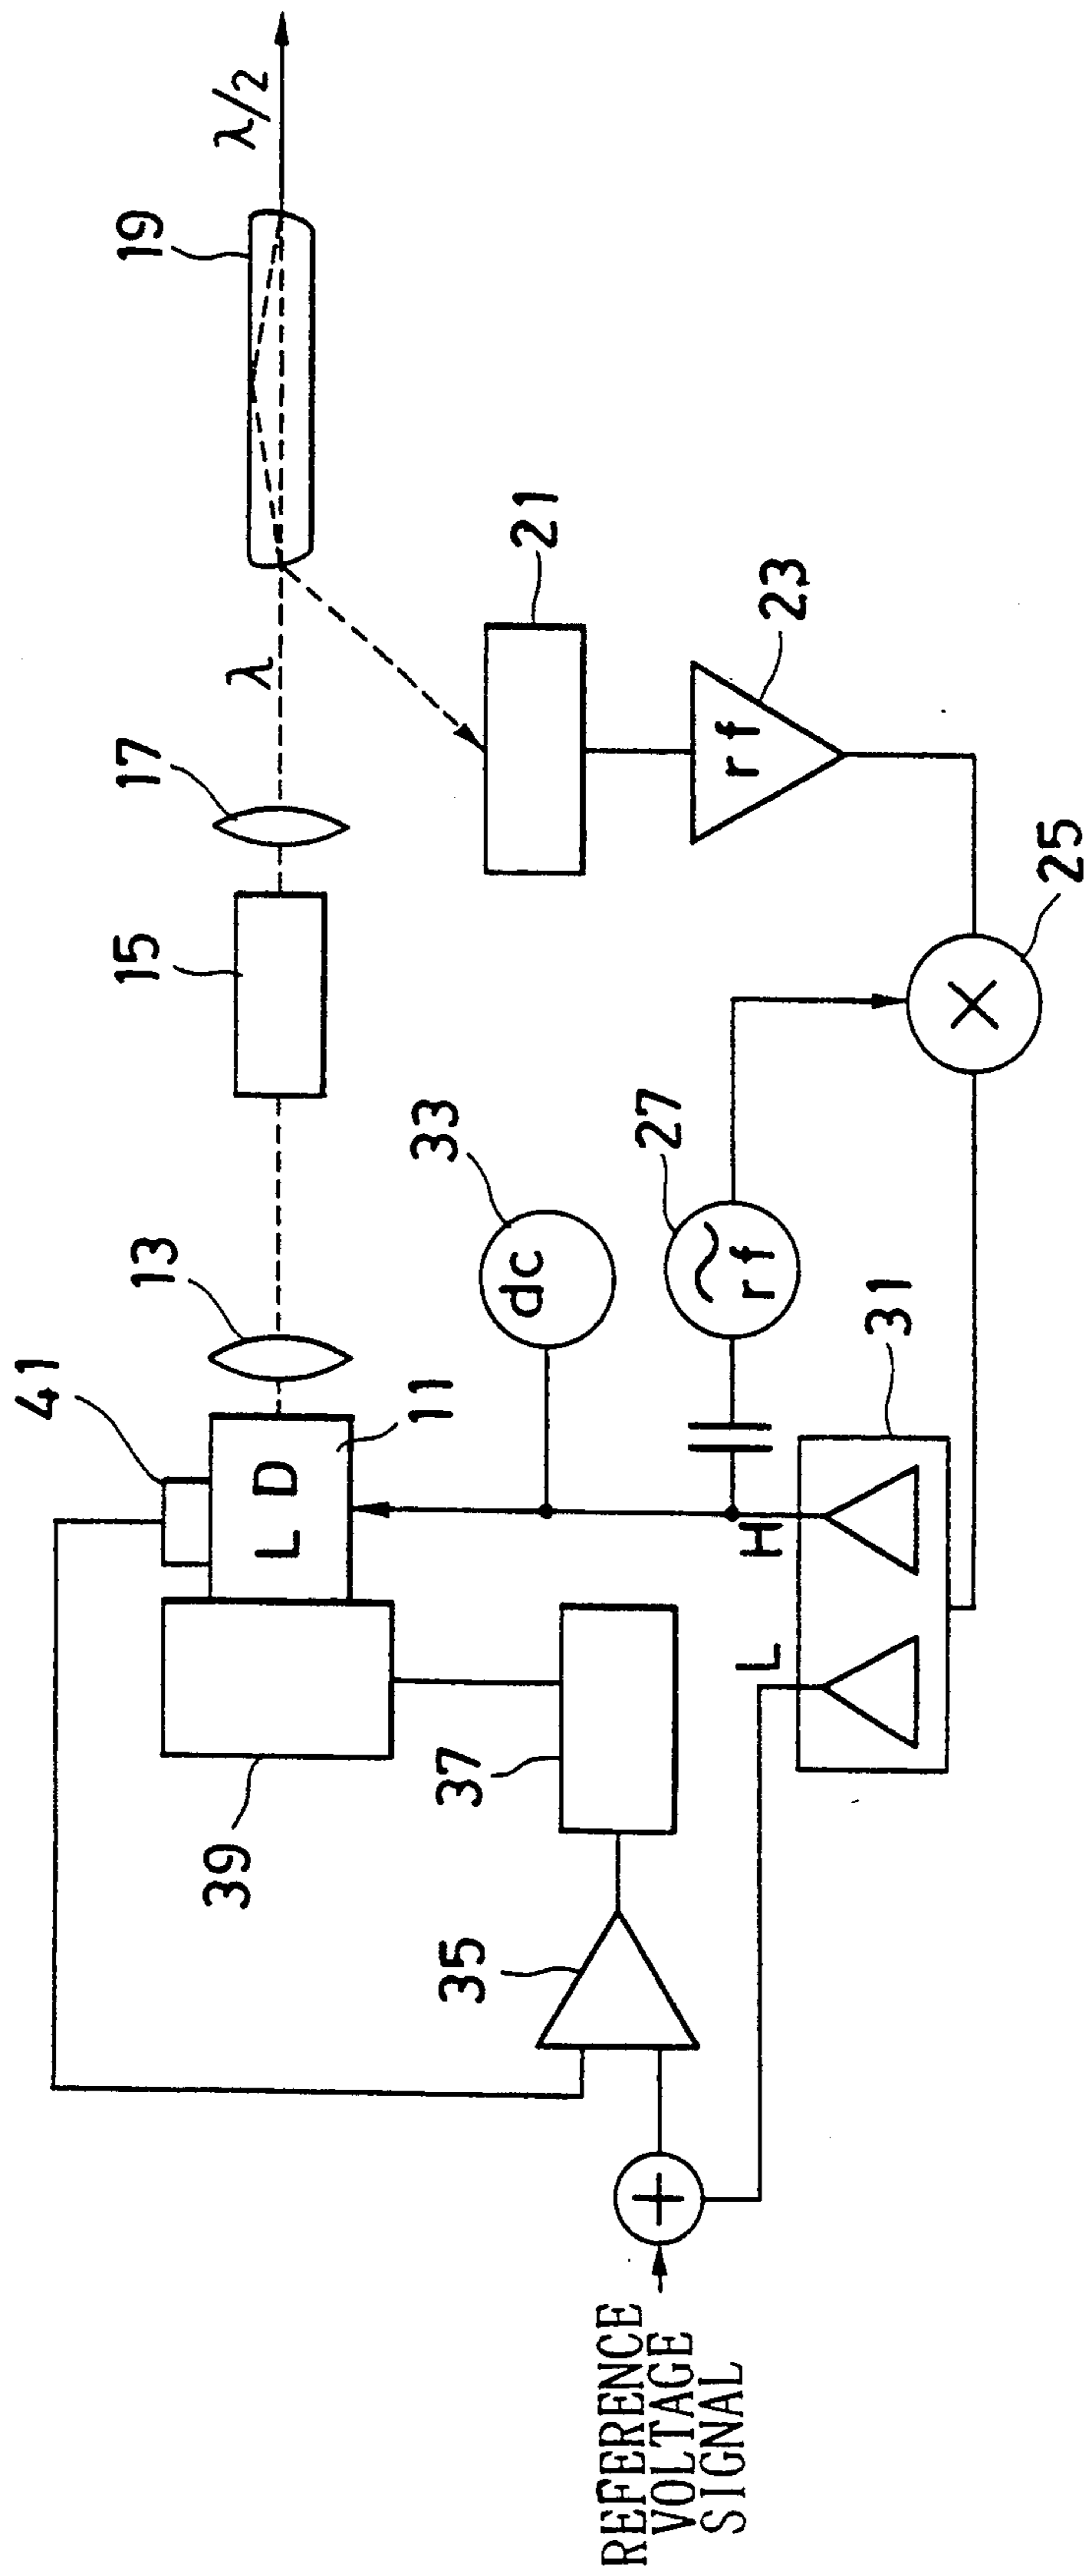 41
13
15
17
19
λ
λ/2
L D
11
39
33
dc
21
37
27
~
rf
23
rf
35
H
L
31
25
×
+
REFERENCE
VOLTAGE
SIGNAL